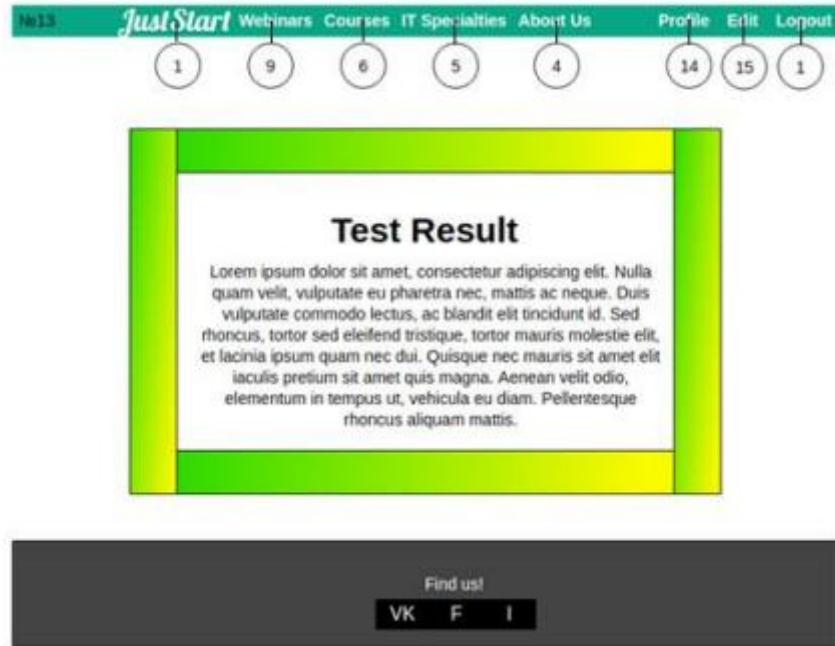 №13 JustStart Webinars Courses IT Specialties About Us Profile Edit Logout
1 9 6 5 4 14 15 1
Test Result
Lorem ipsum dolor sit amet, consectetur adipiscing elit. Nulla
quam velit, vulputate eu pharetra nec, mattis ac neque. Duis
vulputate commodo lectus, ac blandit elit tincidunt id. Sed
rhoncus, tortor sed eleifend tristique, tortor mauris molestie elit,
et lacinia ipsum quam nec dui. Quisque nec mauris sit amet elit
iaculis pretium sit amet quis magna. Aenean velit odio,
elementum in tempus ut, vehicula eu diam. Pellentesque
rhoncus aliquam mattis.
Find us!
VK F I